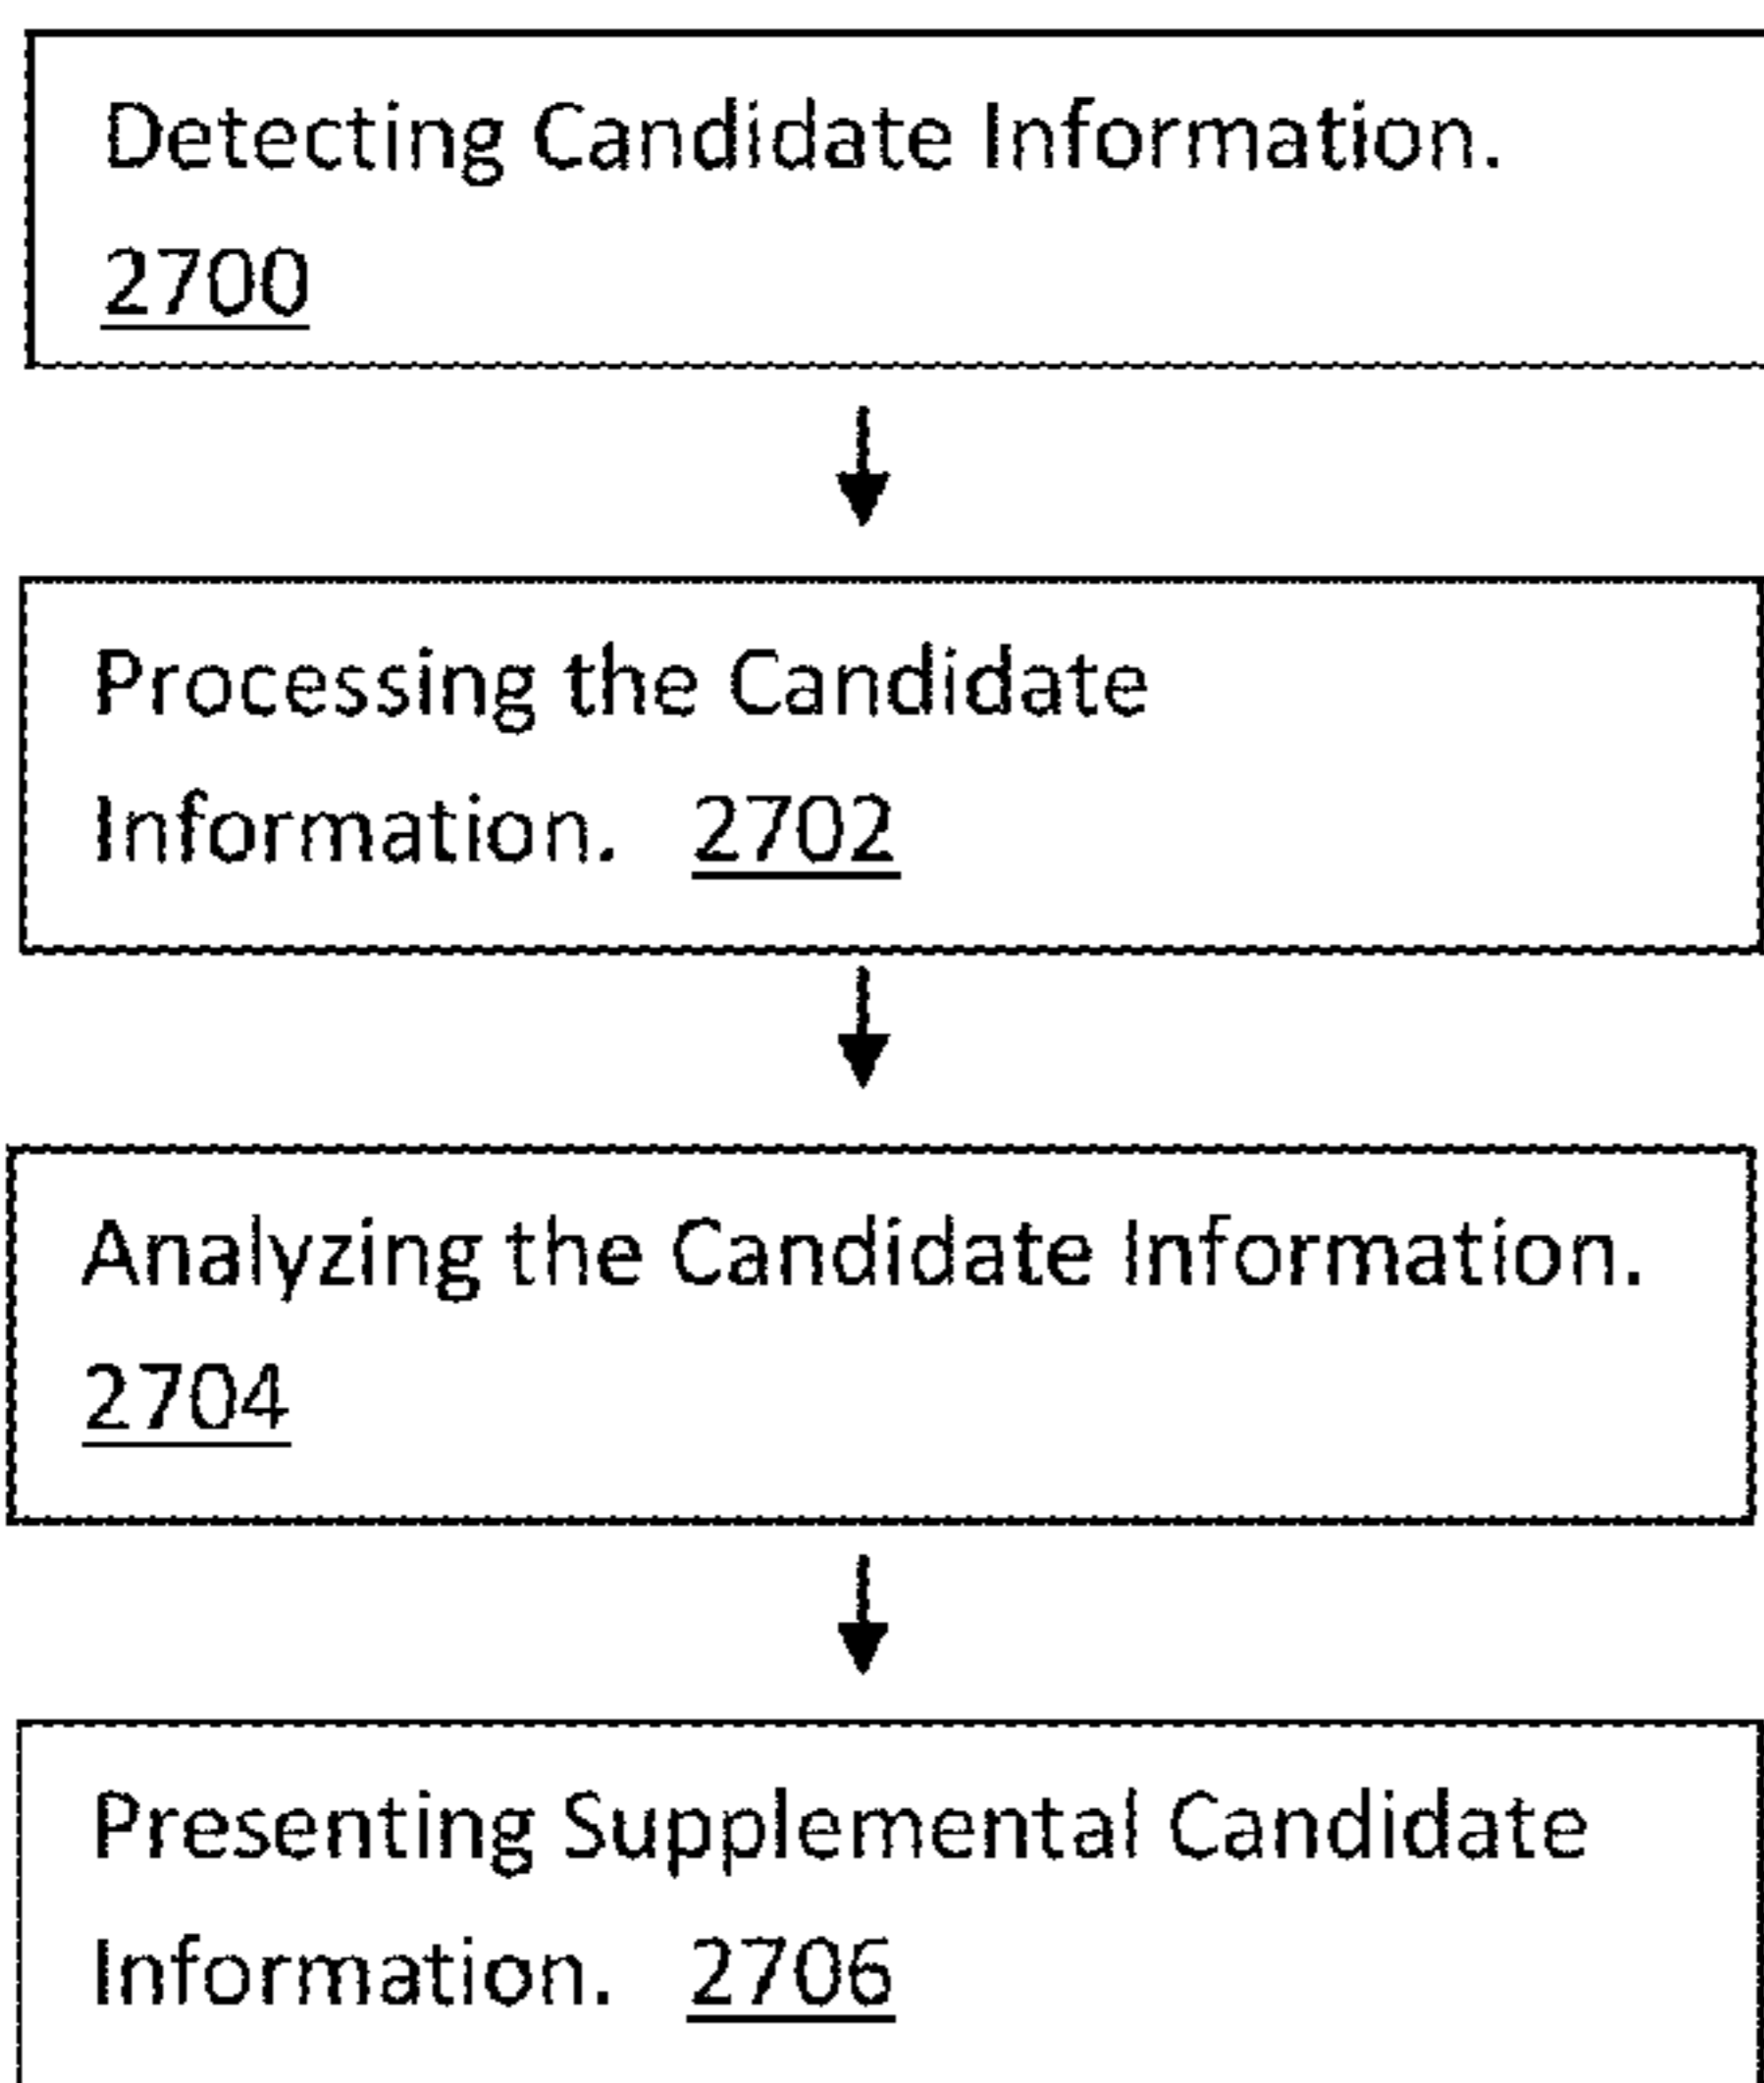 Detecting Candidate Information.
2700
Processing the Candidate
Information. 2702
Analyzing the Candidate Information.
2704
Presenting Supplemental Candidate
Information. 2706